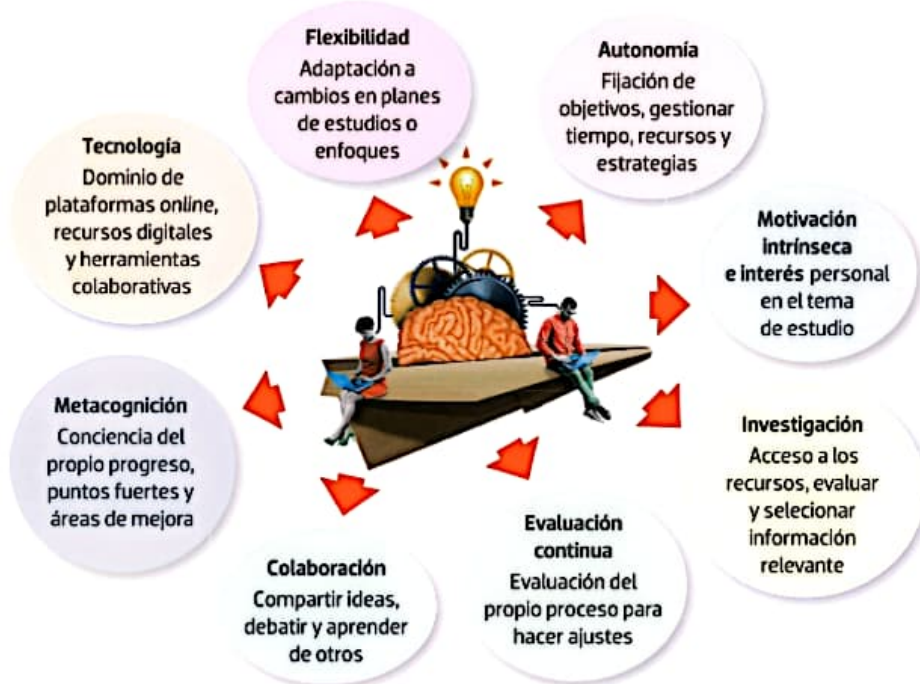 Flexibilidad
Adaptación a
cambios en planes
de estudios o
enfoques
Autonomía
Fijación de
objetivos, gestionar
tiempo, recursos y
estrategias
Tecnología
Dominio de
plataformas online,
recursos digitales
y herramientas
colaborativas
Motivación
intrínseca
e interés personal
en el tema
de estudio
Metacognición
Conciencia del
propio progreso,
puntos fuertes y
áreas de mejora
Investigación
Acceso a los
recursos, evaluar
y seleccionar
información
relevante
Colaboración
Compartir ideas,
debatir y aprender
de otros
Evaluación
continua
Evaluación del
propio proceso para
hacer ajustes